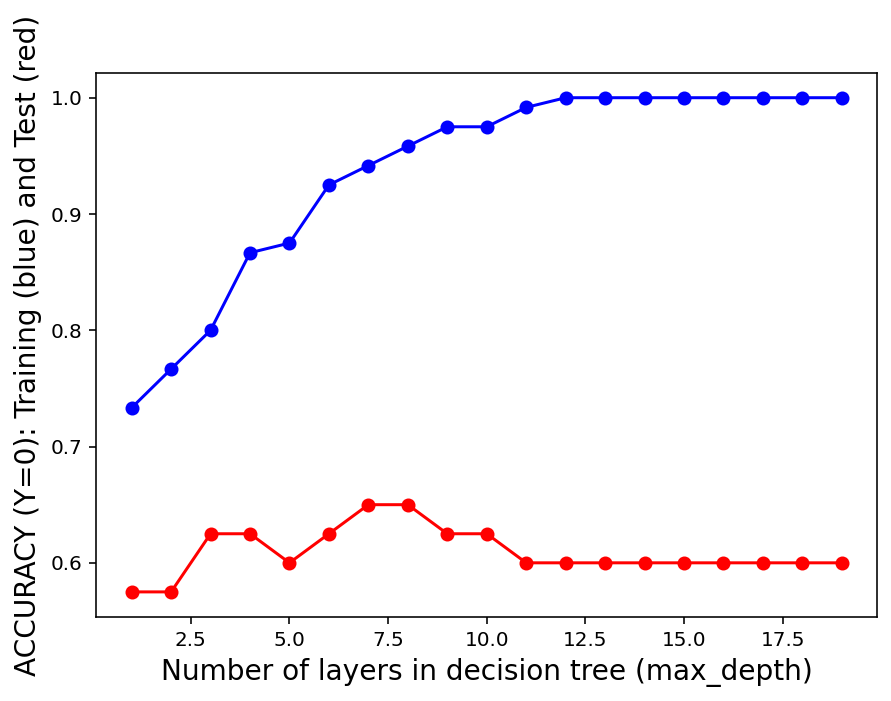 ACCURACY (Y=0): Training (blue) and Test (red)
1.0
0.9
0.8
0.7
0.6
2.5 5.0 7.5 10.0 12.5 15.0 17.5
Number of layers in decision tree (max_depth)